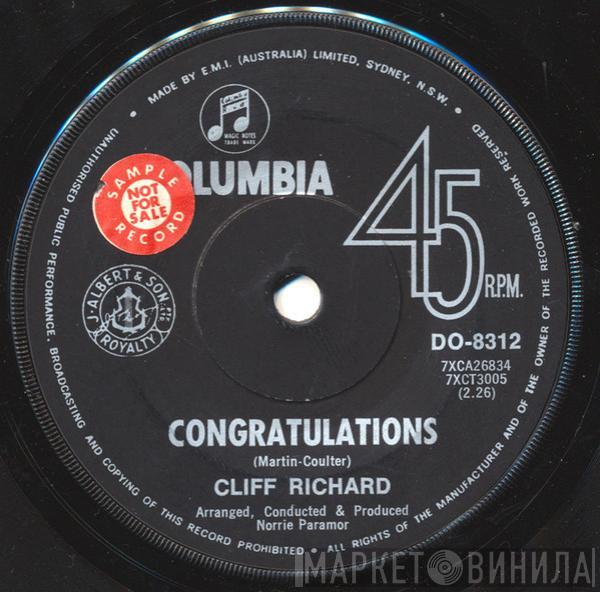 • MADE BY E.M.I. (AUSTRALIA) LIMITED, SYDNEY, N.S.W. •
MAGIC NOTES
TRADE MARK
OLUMBIA
SAMPLE
NOT
FOR
SALE
RECORD
45
R.P.M.
J. ALBERT & SON
ROYALTY
DO-8312
7XCA26834
7XCT3005
(2.26)
CONGRATULATIONS
(Martin-Coulter)
CLIFF RICHARD
Arranged, Conducted & Produced
Norrie Paramor
UNAUTHORISED PUBLIC PERFORMANCE, BROADCASTING AND COPYING OF THIS RECORD PROHIBITED • ALL RIGHTS OF THE MANUFACTURER AND OF THE OWNER OF THE RECORDED WORK RESERVED
МАРКЕТ ВИНИЛА